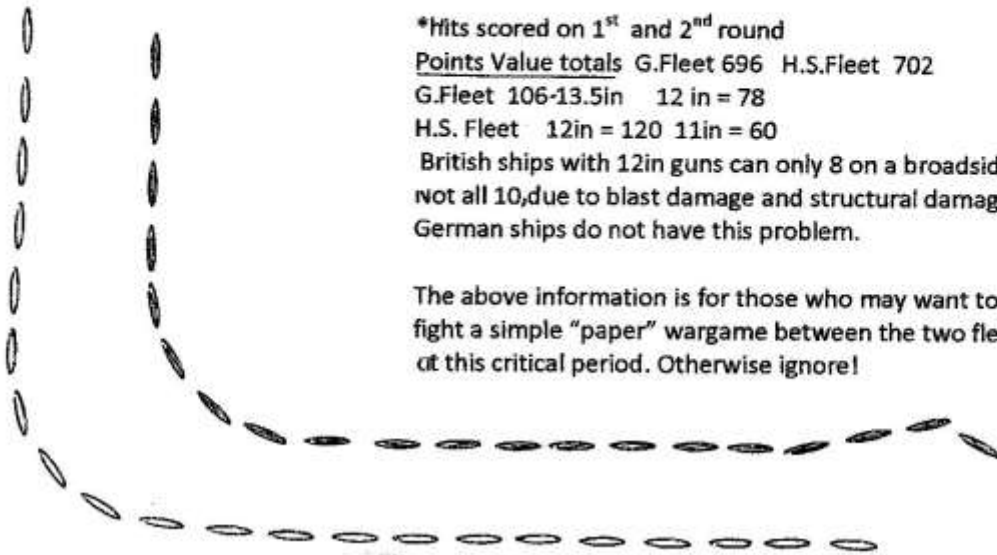 *Hits scored on 1st and 2nd round
Points Value totals G.Fleet 696 H.S.Fleet 702
G.Fleet 106-13.5in 12 in = 78
H.S. Fleet 12in = 120 11in = 60
British ships with 12in guns can only 8 on a broadsid
Not all 10,due to blast damage and structural damag
German ships do not have this problem.
The above information is for those who may want to
fight a simple “paper” wargame between the two fle
at this critical period. Otherwise ignore!